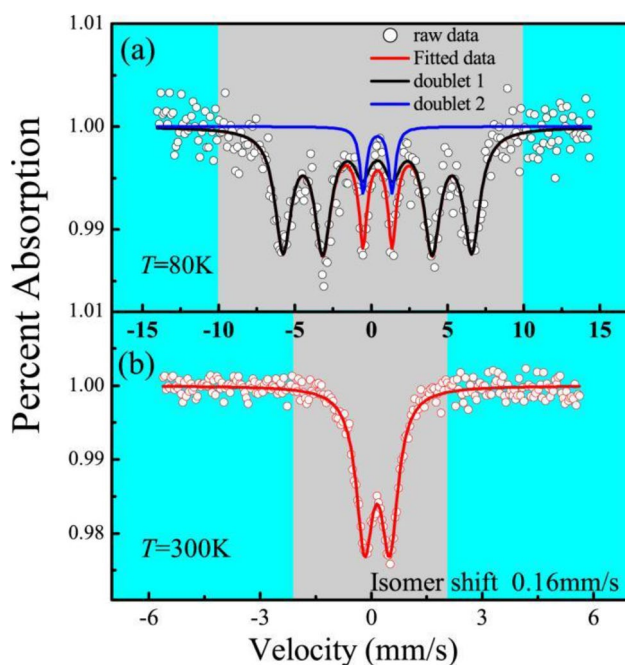 1.01
(a)
raw data
Fitted data
doublet 1
doublet 2
1.00
0.99
T=80K
1.01
-15 -10 -5 0 5 10 15
(b)
1.00
0.99
0.98
T=300K
Isomer shift 0.16mm/s
-6 -3 0 3 6
Percent Absorption
Velocity (mm/s)